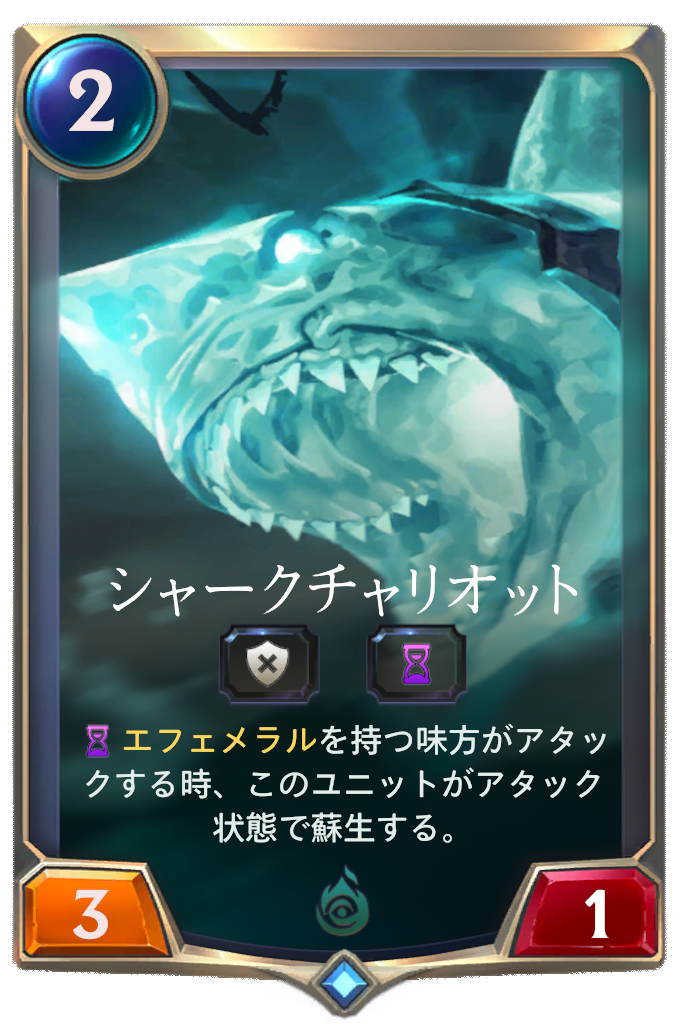 2
シャークチャリオット
エフェメラルを持つ味方がアタッ
クする時、このユニットがアタック
状態で蘇生する。
3
1